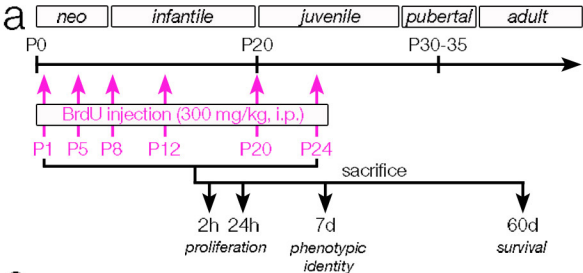 a
neo infantile juvenile pubertal adult
P0 P20 P30-35
BrdU injection (300 mg/kg, i.p.)
P1 P5 P8 P12 P20 P24
sacrifice
2h 24h 7d 60d
proliferation phenotypic survival
identity